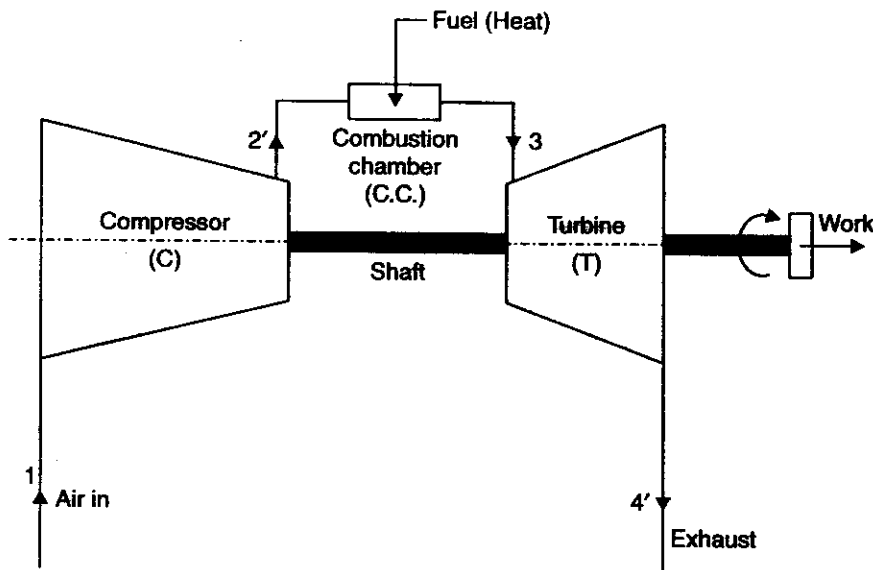 Fuel (Heat)
2′
3
Combustion
chamber
(C.C.)
Compressor
(C)
Shaft
Turbine
(T)
Work
1
Air in
4′
Exhaust